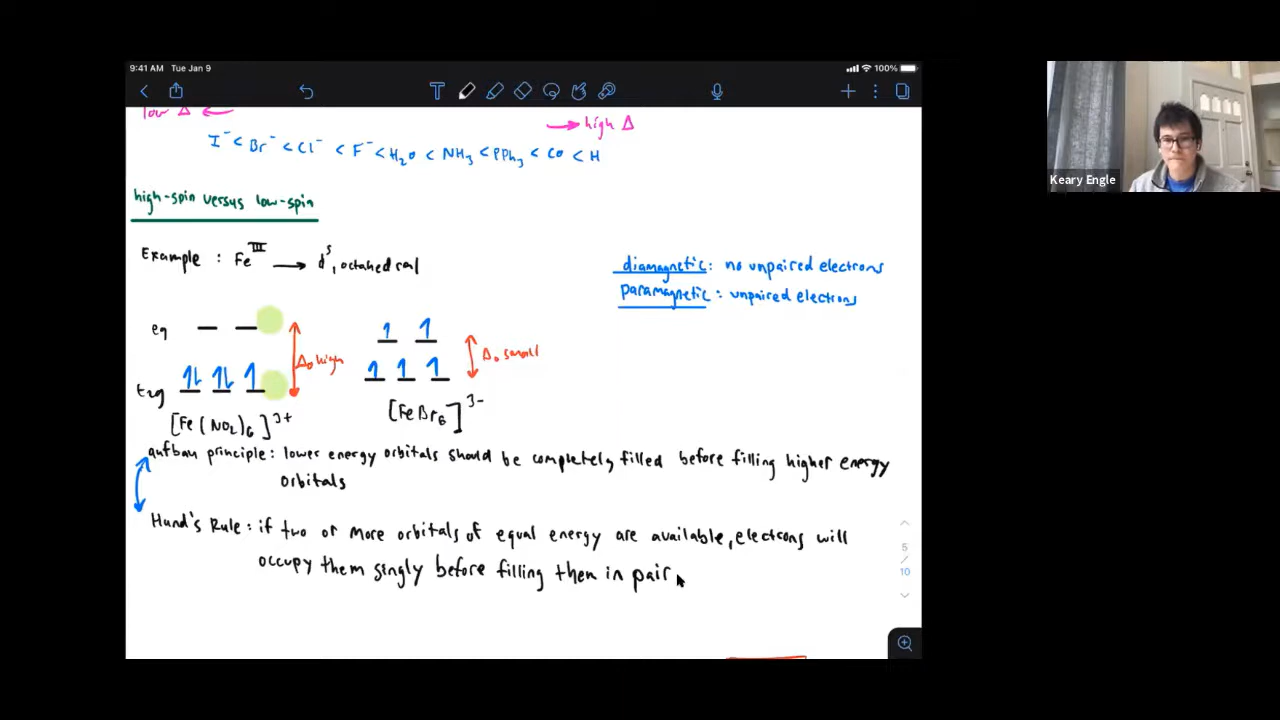 9:41 AM Tue Jan 9
100%
low Δ ←
→ high Δ
I⁻ < Br⁻ < Cl⁻ < F⁻ < H₂O < NH₃ < PPh₃ < CO < H
Keary Engle
high-spin versus low-spin
Example : Fe^III → d⁵, octahedral
diamagnetic : no unpaired electrons
paramagnetic : unpaired electrons
eg
Δo high
Δo small
t2g
[Fe(NO₂)₆]³⁺
[FeBr₆]³⁻
aufbau principle : lower energy orbitals should be completely filled before filling higher energy
orbitals
Hund's Rule : if two or more orbitals of equal energy are available, electrons will
occupy them singly before filling them in pair
5
/
10